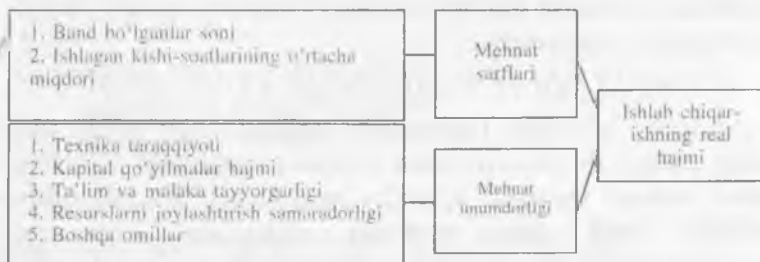 1. Band bo'lganlar soni
2. Ishlagan kishi-soatlarining o'rtacha
miqdori
Mehnat
sarflari
1. Texnika taraqqiyoti
2. Kapital qo'yilmalar hajmi
3. Ta'lim va malaka tayyorgarligi
4. Resurslarni joylashtirish samaradorligi
5. Boshqa omillar
Mehnat
unumdorligi
Ishlab chiqar-
ishning real
hajmi